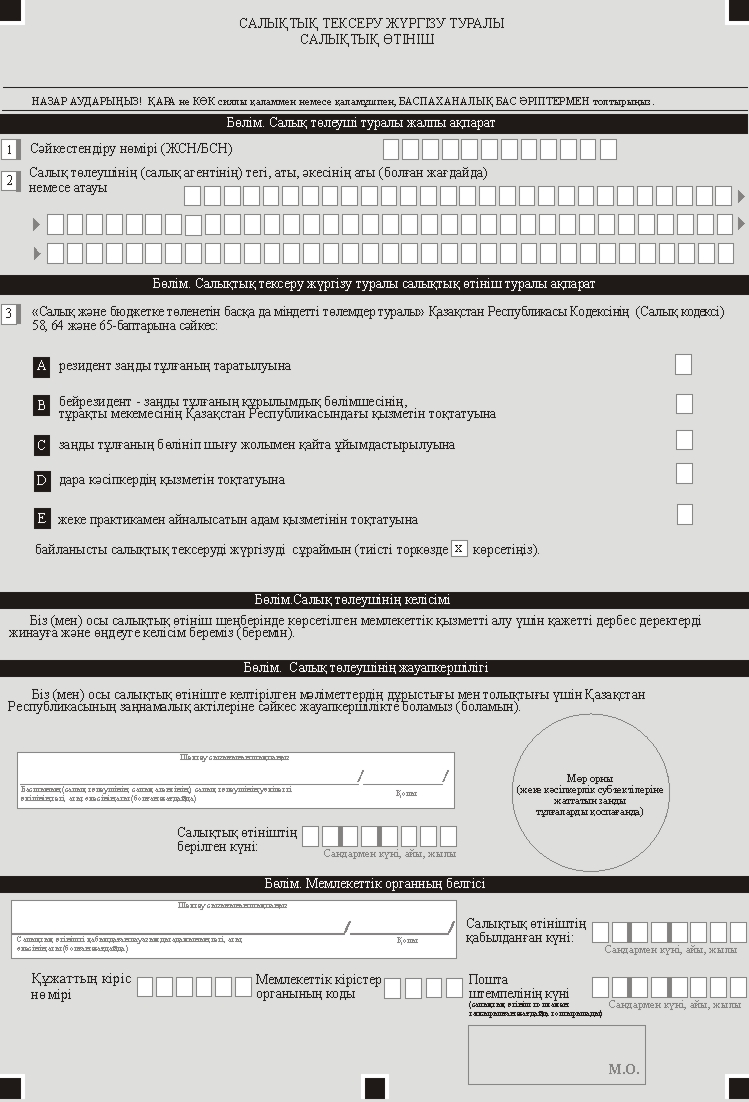 САЛЫҚТЫҚ ТЕКСЕРУ ЖҮРГІЗУ ТУРАЛЫ
САЛЫҚТЫҚ ӨТІНІШ
НАЗАР АУДАРЫҢЫЗ! ҚАРА не КӨК сиялы қаламмен немесе қаламұшпен, БАСПАХАНАЛЫҚ БАС ӘРІПТЕРМЕН толтырыңыз.
Бөлім. Салық төлеуші туралы жалпы ақпарат
1 Сәйкестендіру нөмірі (ЖСН/БСН)
2 Салық төлеушінің (салық агентінің) тегі, аты, әкесінің аты (болған жағдайда)
немесе атауы
Бөлім. Салықтық тексеру жүргізу туралы салықтық өтініш туралы ақпарат
3 «Салық және бюджетке төленетін басқа да міндетті төлемдер туралы» Қазақстан Республикасы Кодексінің (Салық кодексі)
58, 64 және 65-баптарына сәйкес:
A резидент заңды тұлғаның таратылуына
B бейрезидент - заңды тұлғаның құрылымдық бөлімшесінің,
тұрақты мекемесінің Қазақстан Республикасындағы қызметін тоқтатуына
C заңды тұлғаның бөлініп шығу жолымен қайта ұйымдастырылуына
D дара кәсіпкердің қызметін тоқтатуына
E жеке практикамен айналысатын адам қызметінін тоқтатуына
байланысты салықтық тексеруді жүргізуді сұраймын (тиісті торкөзде x көрсетіңіз).
Бөлім.Салық төлеушінің келісімі
Біз (мен) осы салықтық өтініш шеңберінде көрсетілген мемлекеттік қызметті алу үшін қажетті дербес деректерді
жинауға және өңдеуге келісім береміз (беремін).
Бөлім. Салық төлеушінің жауапкершілігі
Біз (мен) осы салықтық өтініште келтірілген мәліметтердің дұрыстығы мен толықтығы үшін Қазақстан
Республикасының заңнамалық актілеріне сәйкес жауапкершілікте боламыз (боламын).
Мөр орны
(жеке кәсіпкерлік субъектілеріне
жататын заңды
тұлғаларды қоспағанда)
/ /
Қолы
Салықтық өтініштің
берілген күні:
Сандармен күні, айы, жылы
Бөлім. Мемлекеттік органның белгісі
/ /
Қолы
Салықтық өтініштің
қабылданған күні:
Сандармен күні, айы, жылы
Құжаттың кіріс
нөмірі
Мемлекеттік кірістер
органының коды
Пошта
штемпелінің күні
Сандармен күні, айы, жылы
М.О.